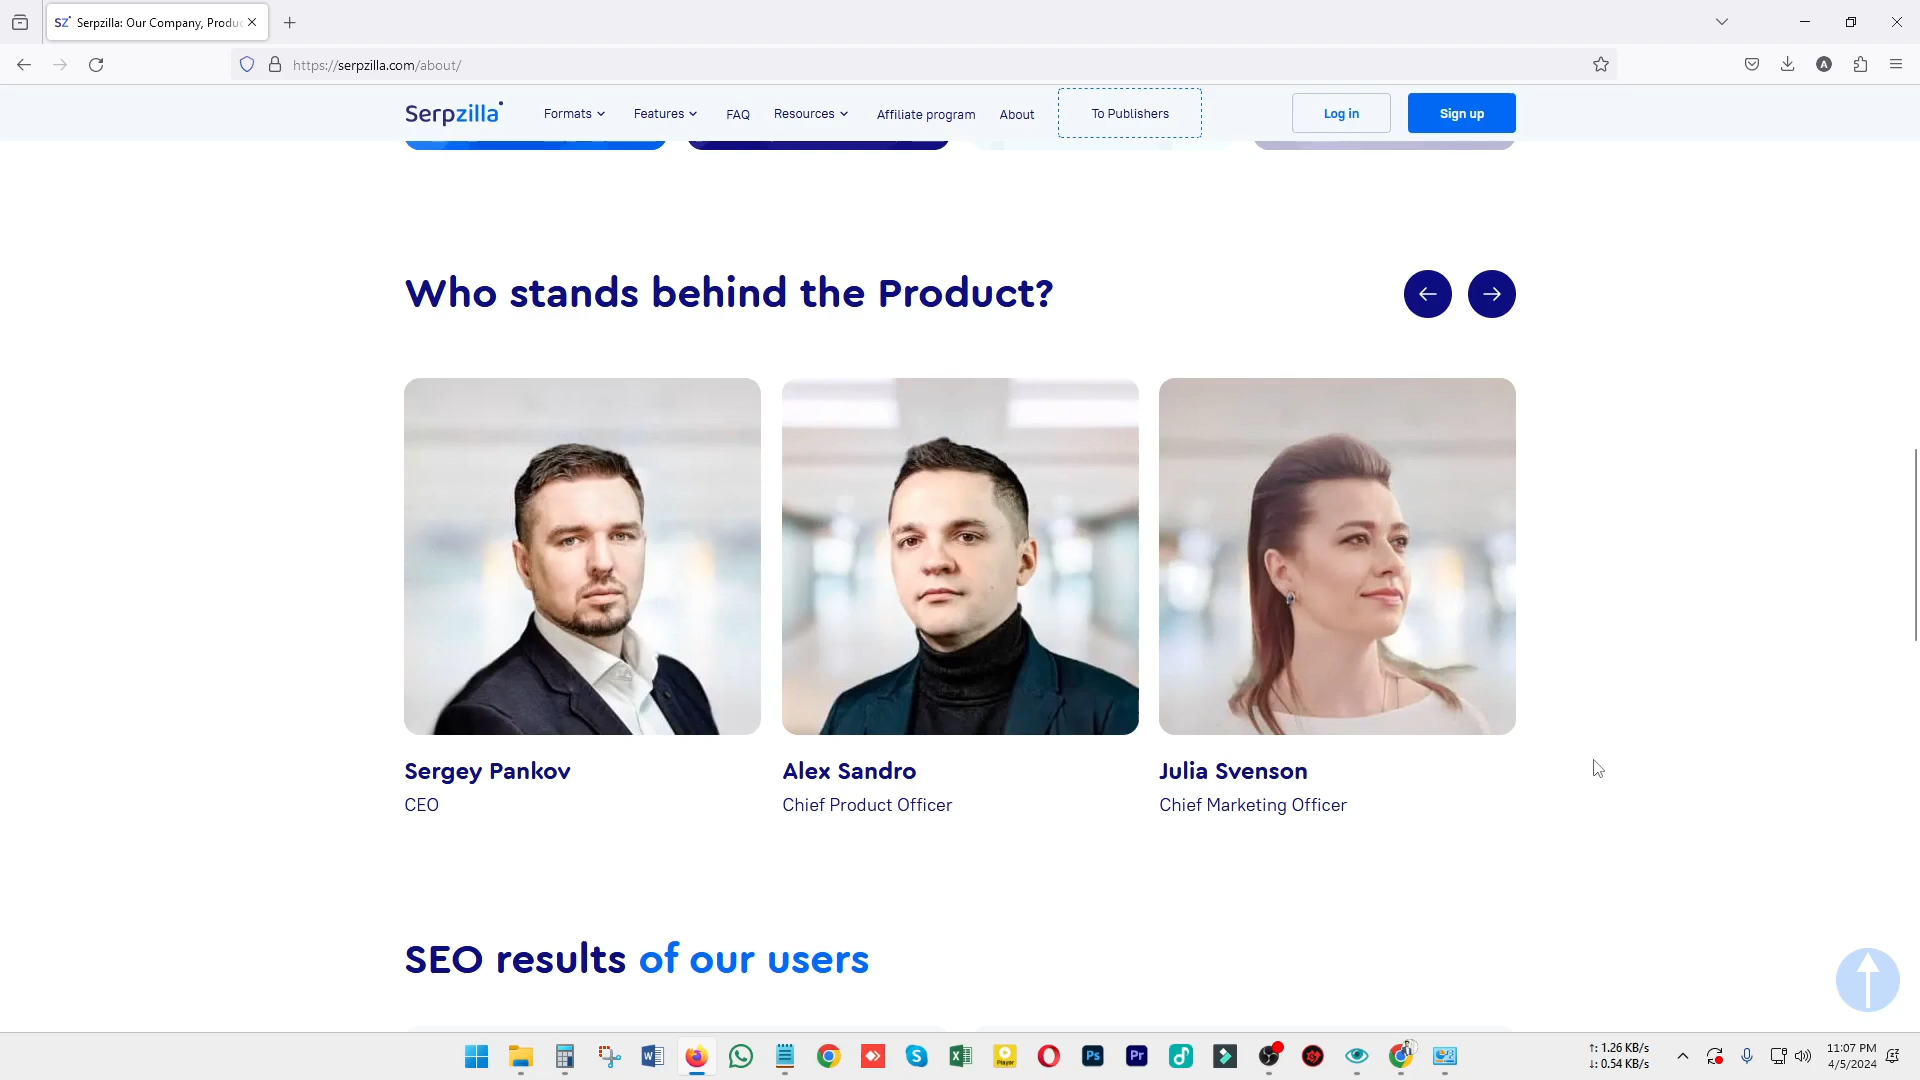 Serpzilla: Our Company, Produ
https://serpzilla.com/about/
Serpzilla
Formats
Features
FAQ
Resources
Affiliate program
About
To Publishers
Log in
Sign up
Who stands behind the Product?
Sergey Pankov
CEO
Alex Sandro
Chief Product Officer
Julia Svenson
Chief Marketing Officer
SEO results of our users
↑: 1.26 KB/s
↓: 0.54 KB/s
11:07 PM
4/5/2024